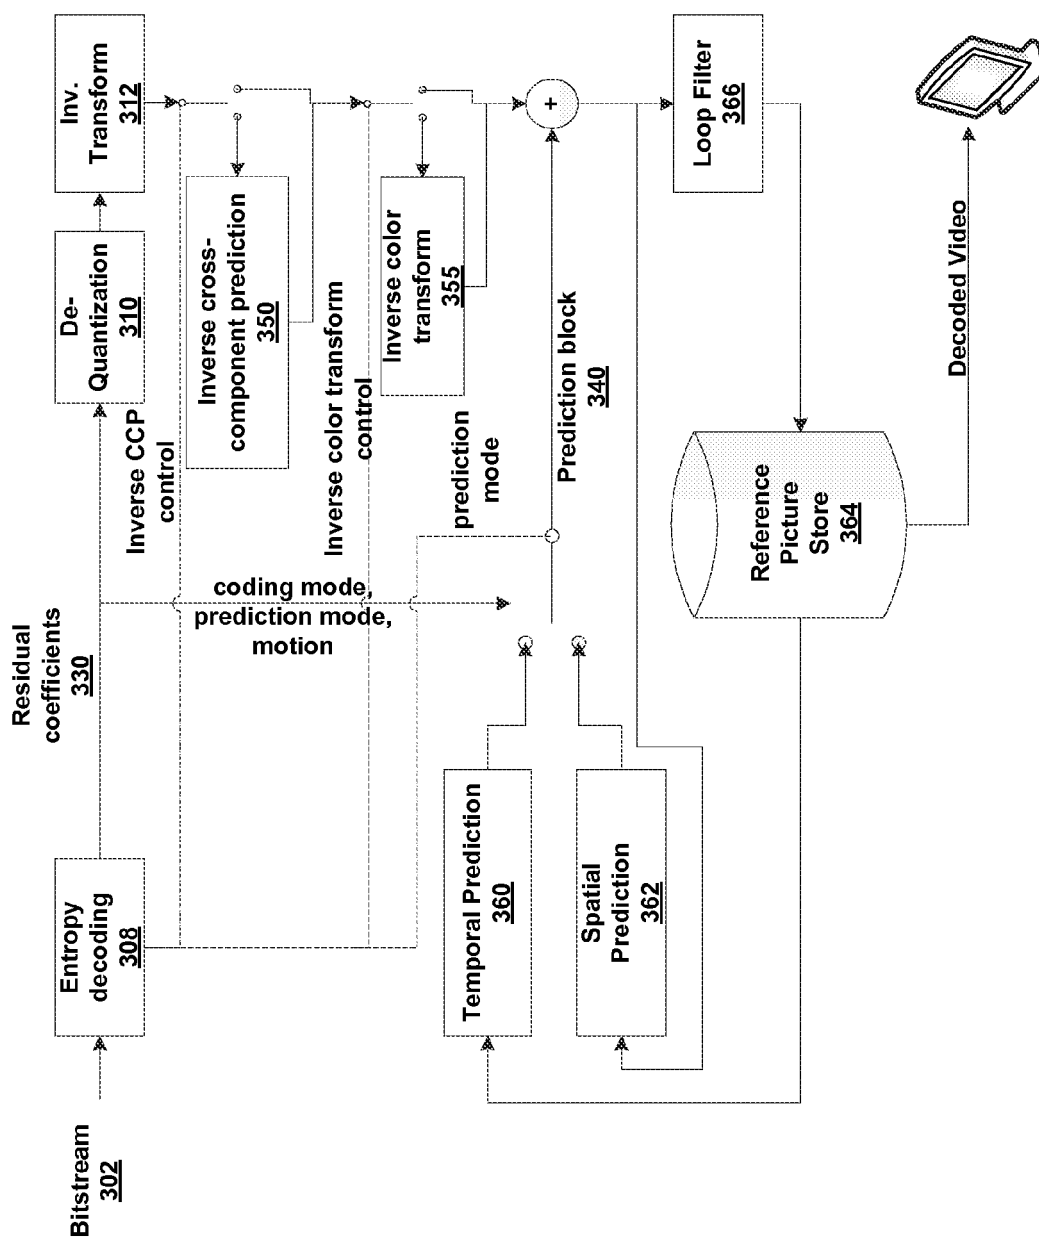 Bitstream
302
Entropy
decoding
308
Residual
coefficients
330
De-
Quantization
310
Inv.
Transform
312
Inverse CCP
control
Inverse cross-
component prediction
350
Inverse color transform
control
Inverse color
transform
355
prediction
mode
coding mode,
prediction mode,
motion
Temporal Prediction
360
Spatial
Prediction
362
Prediction block
340
+
Loop Filter
366
Reference
Picture
Store
364
Decoded Video